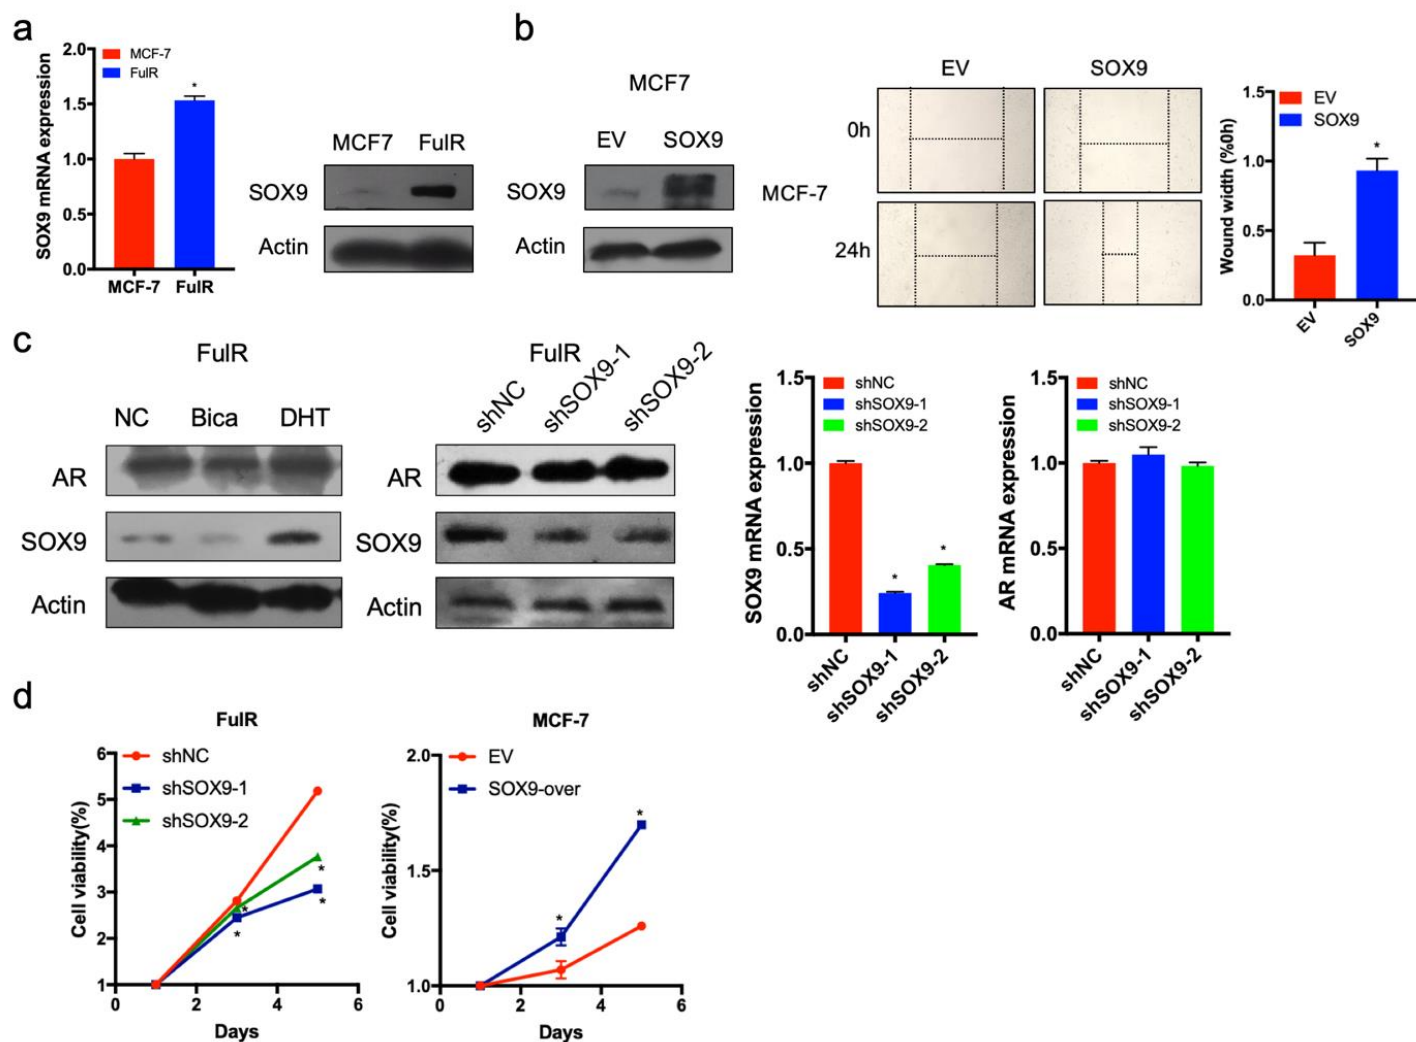 a
SOX9 mRNA expression
2.0
1.5
1.0
0.5
0.0
MCF-7
FulR
*
MCF-7 FulR
MCF7 FulR
SOX9
Actin
b
MCF7
EV SOX9
SOX9
Actin
EV SOX9
0h
MCF-7
24h
Wound width (%0h)
1.5
1.0
0.5
0.0
EV
SOX9
*
EV
SOX9
c
FulR
NC Bica DHT
AR
SOX9
Actin
FulR
shNC
shSOX9-1
shSOX9-2
AR
SOX9
Actin
SOX9 mRNA expression
1.5
1.0
0.5
0.0
shNC
shSOX9-1
shSOX9-2
*
*
shNC
shSOX9-1
shSOX9-2
AR mRNA expression
1.5
1.0
0.5
0.0
shNC
shSOX9-1
shSOX9-2
shNC
shSOX9-1
shSOX9-2
d
FulR
Cell viability(%)
6
5
4
3
2
1
shNC
shSOX9-1
shSOX9-2
*
*
*
*
0 2 4 6
Days
MCF-7
Cell viability(%)
2.0
1.5
1.0
EV
SOX9-over
*
*
0 2 4 6
Days